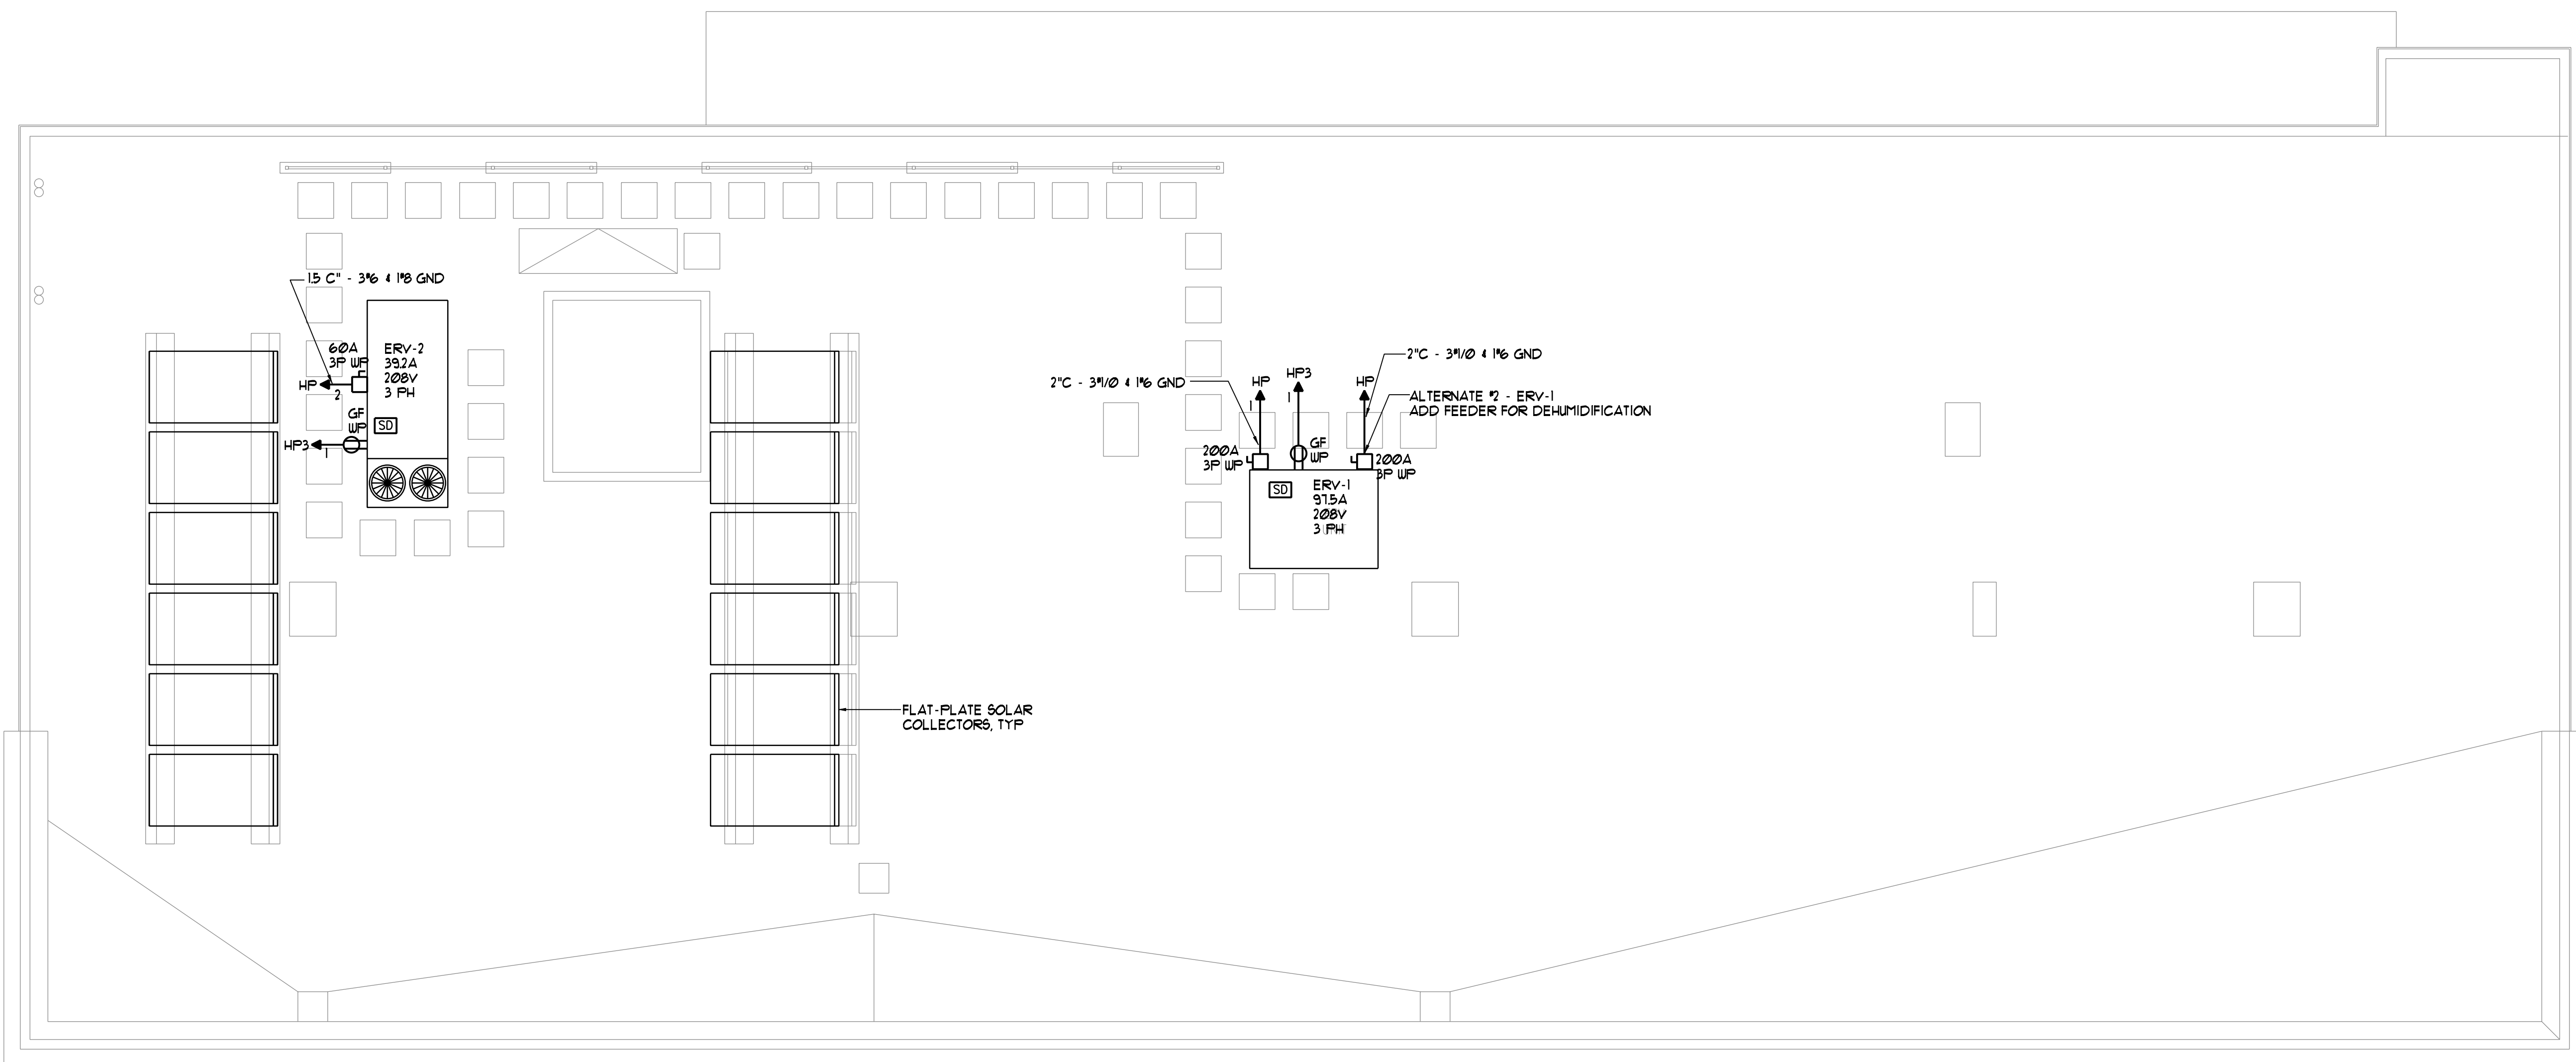 1.5 C" - 3#6 & 1#8 GND
60A
3P WP
ERV-2
39.2A
208V
3 PH
HP
2
GF
WP
SD
HP3
1
2"C - 3#1/0 & 1#6 GND
HP
1
HP3
1
HP
2"C - 3#1/0 & 1#6 GND
ALTERNATE #2 - ERV-1
ADD FEEDER FOR DEHUMIDIFICATION
200A
3P WP
GF
WP
200A
3P WP
SD
ERV-1
97.5A
208V
3 PH
FLAT-PLATE SOLAR
COLLECTORS, TYP